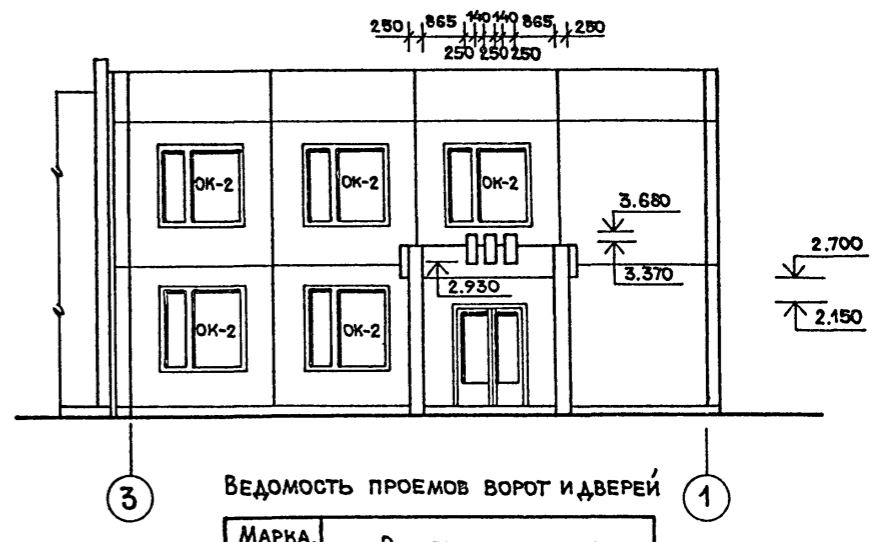 250 865 140 140 865 250
250 250 250
ОК-2 ОК-2 ОК-2
3.680
2.700
3.370
2.930
2.150
ОК-2 ОК-2
3 1
ВЕДОМОСТЬ ПРОЕМОВ ВОРОТ И ДВЕРЕЙ
МАРКА,